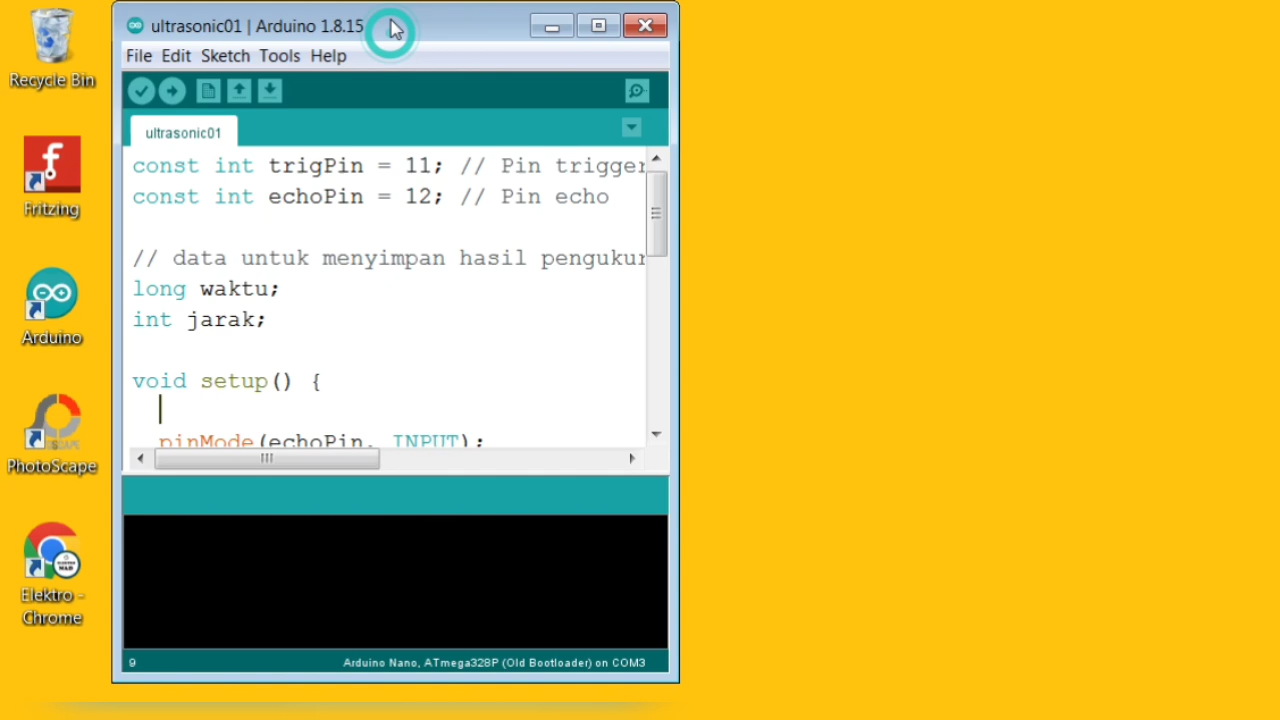 Recycle Bin
Fritzing
Arduino
PhotoScape
Elektro -
Chrome
ultrasonic01 | Arduino 1.8.15
File Edit Sketch Tools Help
ultrasonic01
const int trigPin = 11; // Pin trigger
const int echoPin = 12; // Pin echo
// data untuk menyimpan hasil pengukur
long waktu;
int jarak;
void setup() {
pinMode(echoPin, INPUT);
9
Arduino Nano, ATmega328P (Old Bootloader) on COM3